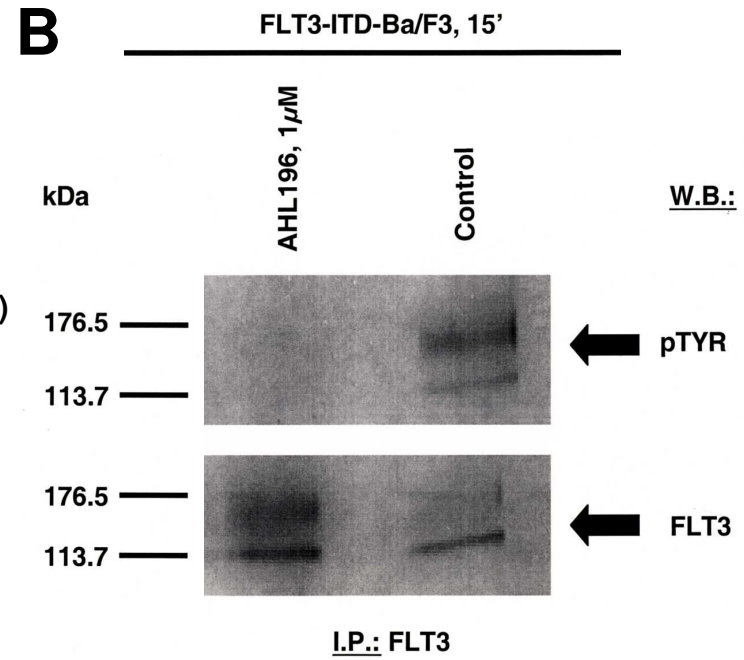 B
FLT3-ITD-Ba/F3, 15’
AHL196, 1µM
Control
kDa
W.B.:
)
176.5
113.7
pTYR
176.5
113.7
FLT3
I.P.: FLT3